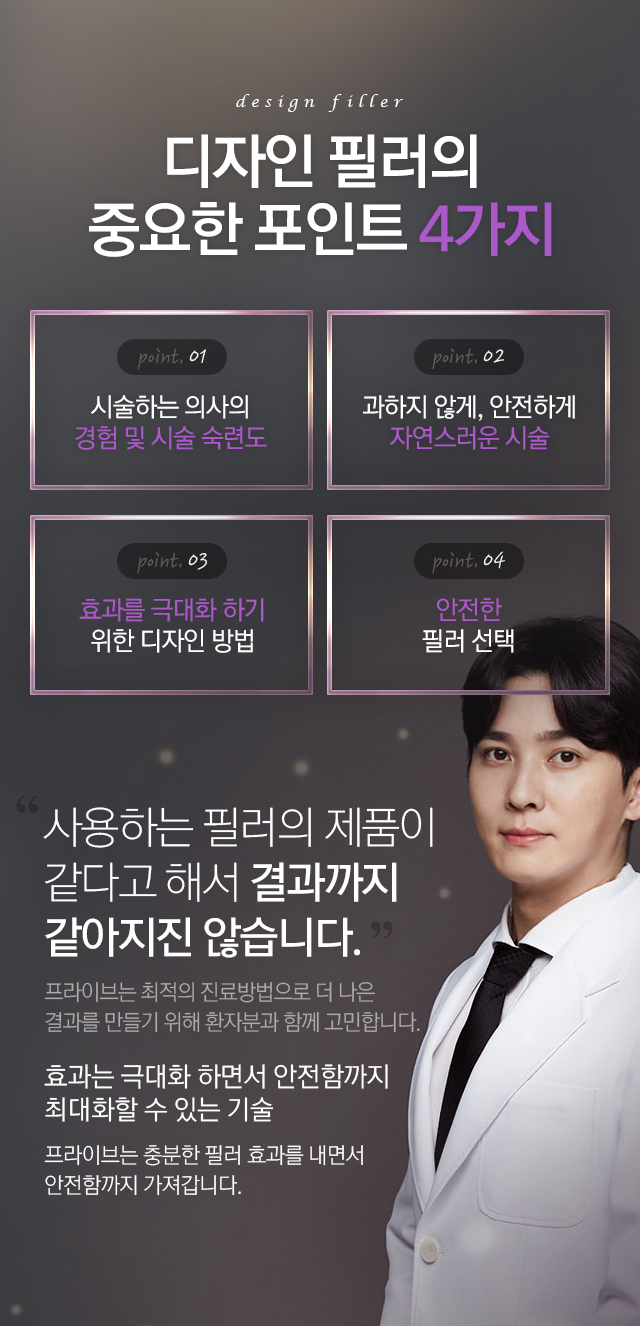 design filler
디자인 필러의
중요한 포인트 4가지
point. 01
시술하는 의사의
경험 및 시술 숙련도
point. 02
과하지 않게, 안전하게
자연스러운 시술
point. 03
효과를 극대화 하기
위한 디자인 방법
point. 04
안전한
필러 선택
“ 사용하는 필러의 제품이
같다고 해서 결과까지
같아지진 않습니다. ”
프라이브는 최적의 진료방법으로 더 나은
결과를 만들기 위해 환자분과 함께 고민합니다.
효과는 극대화 하면서 안전함까지
최대화할 수 있는 기술
프라이브는 충분한 필러 효과를 내면서
안전함까지 가져갑니다.